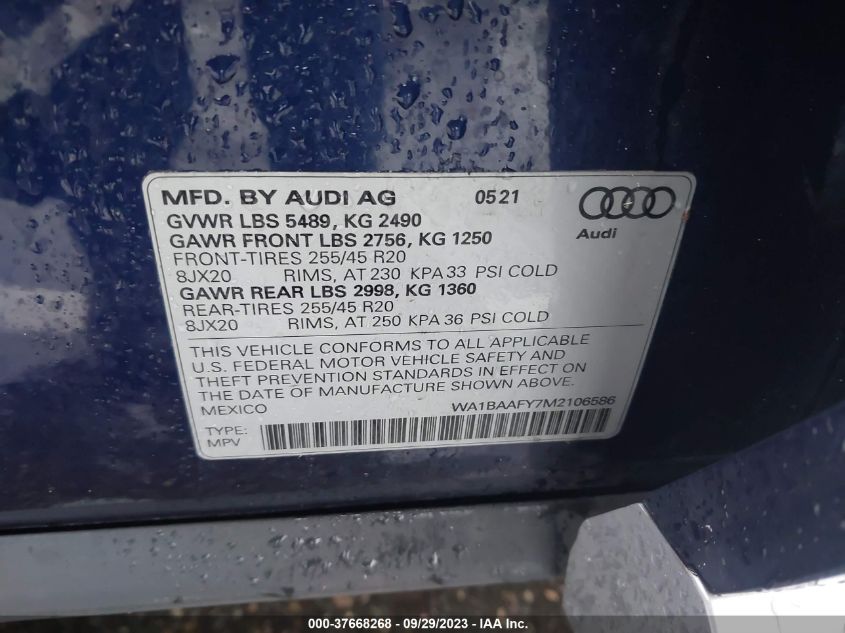 MFD. BY AUDI AG 0521
GVWR LBS 5489, KG 2490
GAWR FRONT LBS 2756, KG 1250
FRONT-TIRES 255/45 R20
8JX20 RIMS, AT 230 KPA 33 PSI COLD
GAWR REAR LBS 2998, KG 1360
REAR-TIRES 255/45 R20
8JX20 RIMS, AT 250 KPA 36 PSI COLD
Audi
THIS VEHICLE CONFORMS TO ALL APPLICABLE
U.S. FEDERAL MOTOR VEHICLE SAFETY AND
THEFT PREVENTION STANDARDS IN EFFECT ON
THE DATE OF MANUFACTURE SHOWN ABOVE.
MEXICO WA1BAAFY7M2106586
TYPE:
MPV
000-37668268 - 09/29/2023 - IAAI Inc.